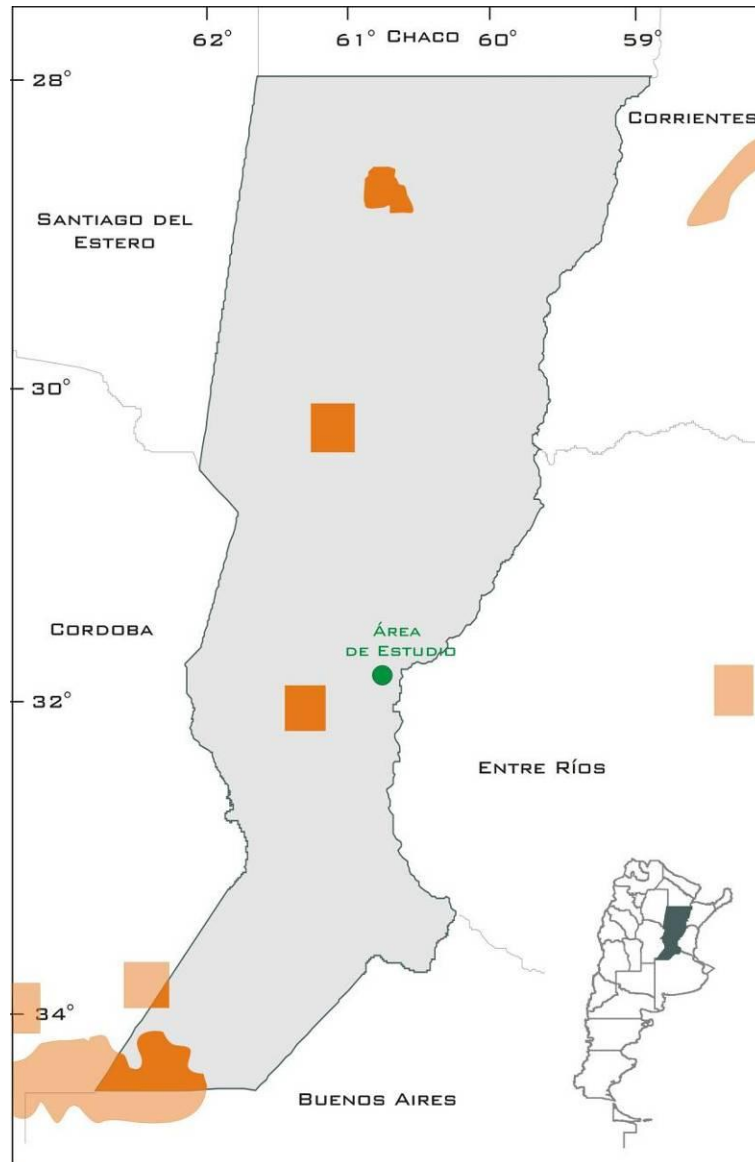 62° 61° CHACO 60° 59°
28°
CORRIENTES
SANTIAGO DEL
ESTERO
30°
CORDOBA
ÁREA
DE ESTUDIO
32°
ENTRE RÍOS
34°
BUENOS AIRES